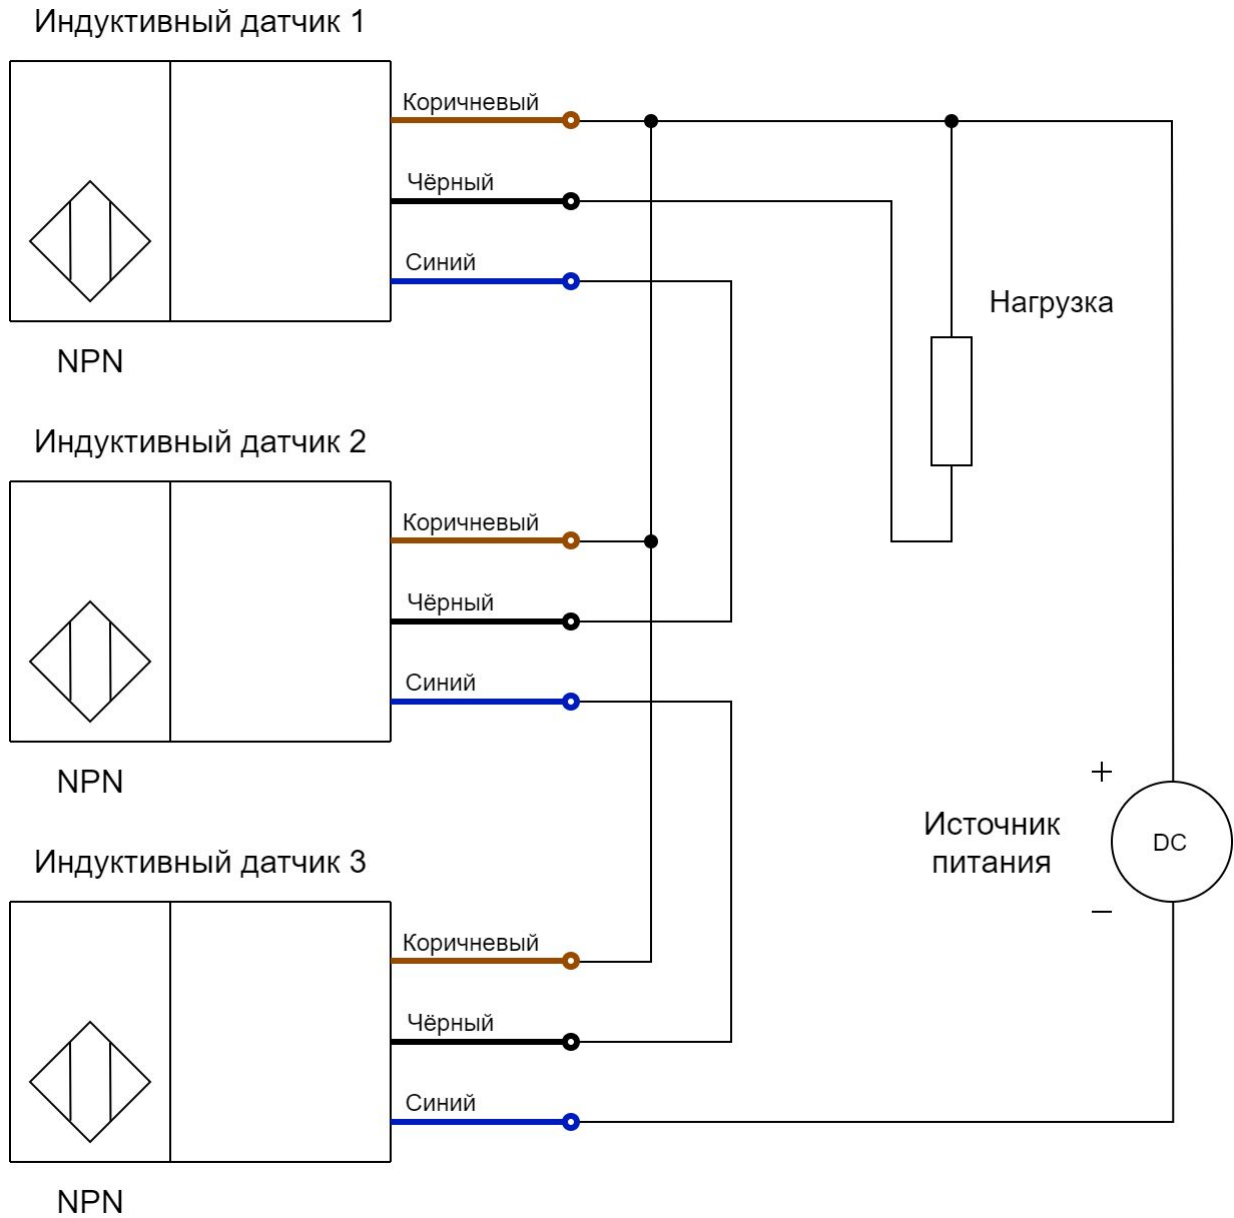 Индуктивный датчик 1
Коричневый
Чёрный
Синий
NPN
Нагрузка
Индуктивный датчик 2
Коричневый
Чёрный
Синий
NPN
+
Источник
питания
DC
−
Индуктивный датчик 3
Коричневый
Чёрный
Синий
NPN